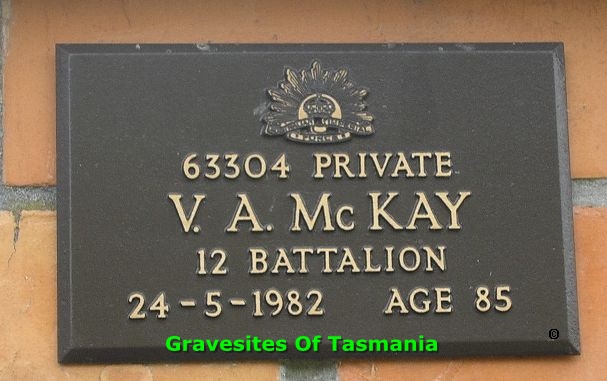 63304 PRIVATE
V. A. McKAY
12 BATTALION
24-5-1982 AGE 85
Gravesites Of Tasmania